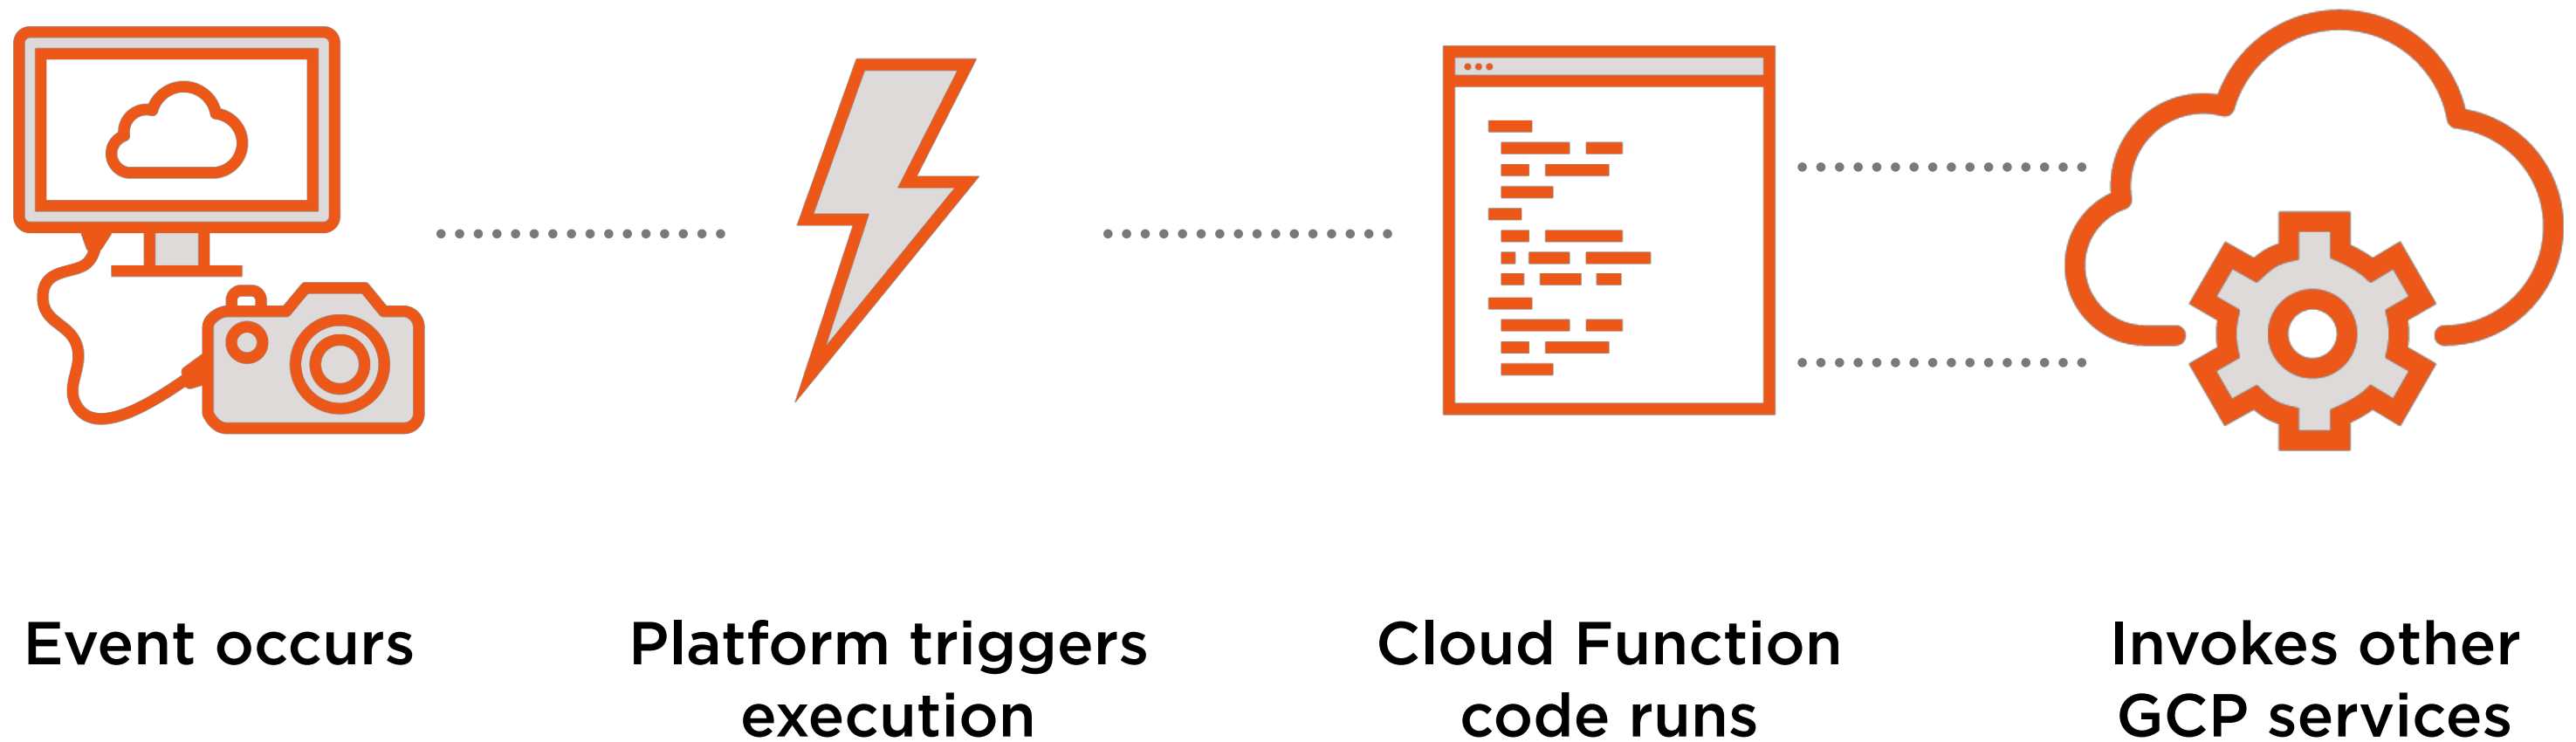 Event occurs
Platform triggers
execution
Cloud Function
code runs
Invokes other
GCP services